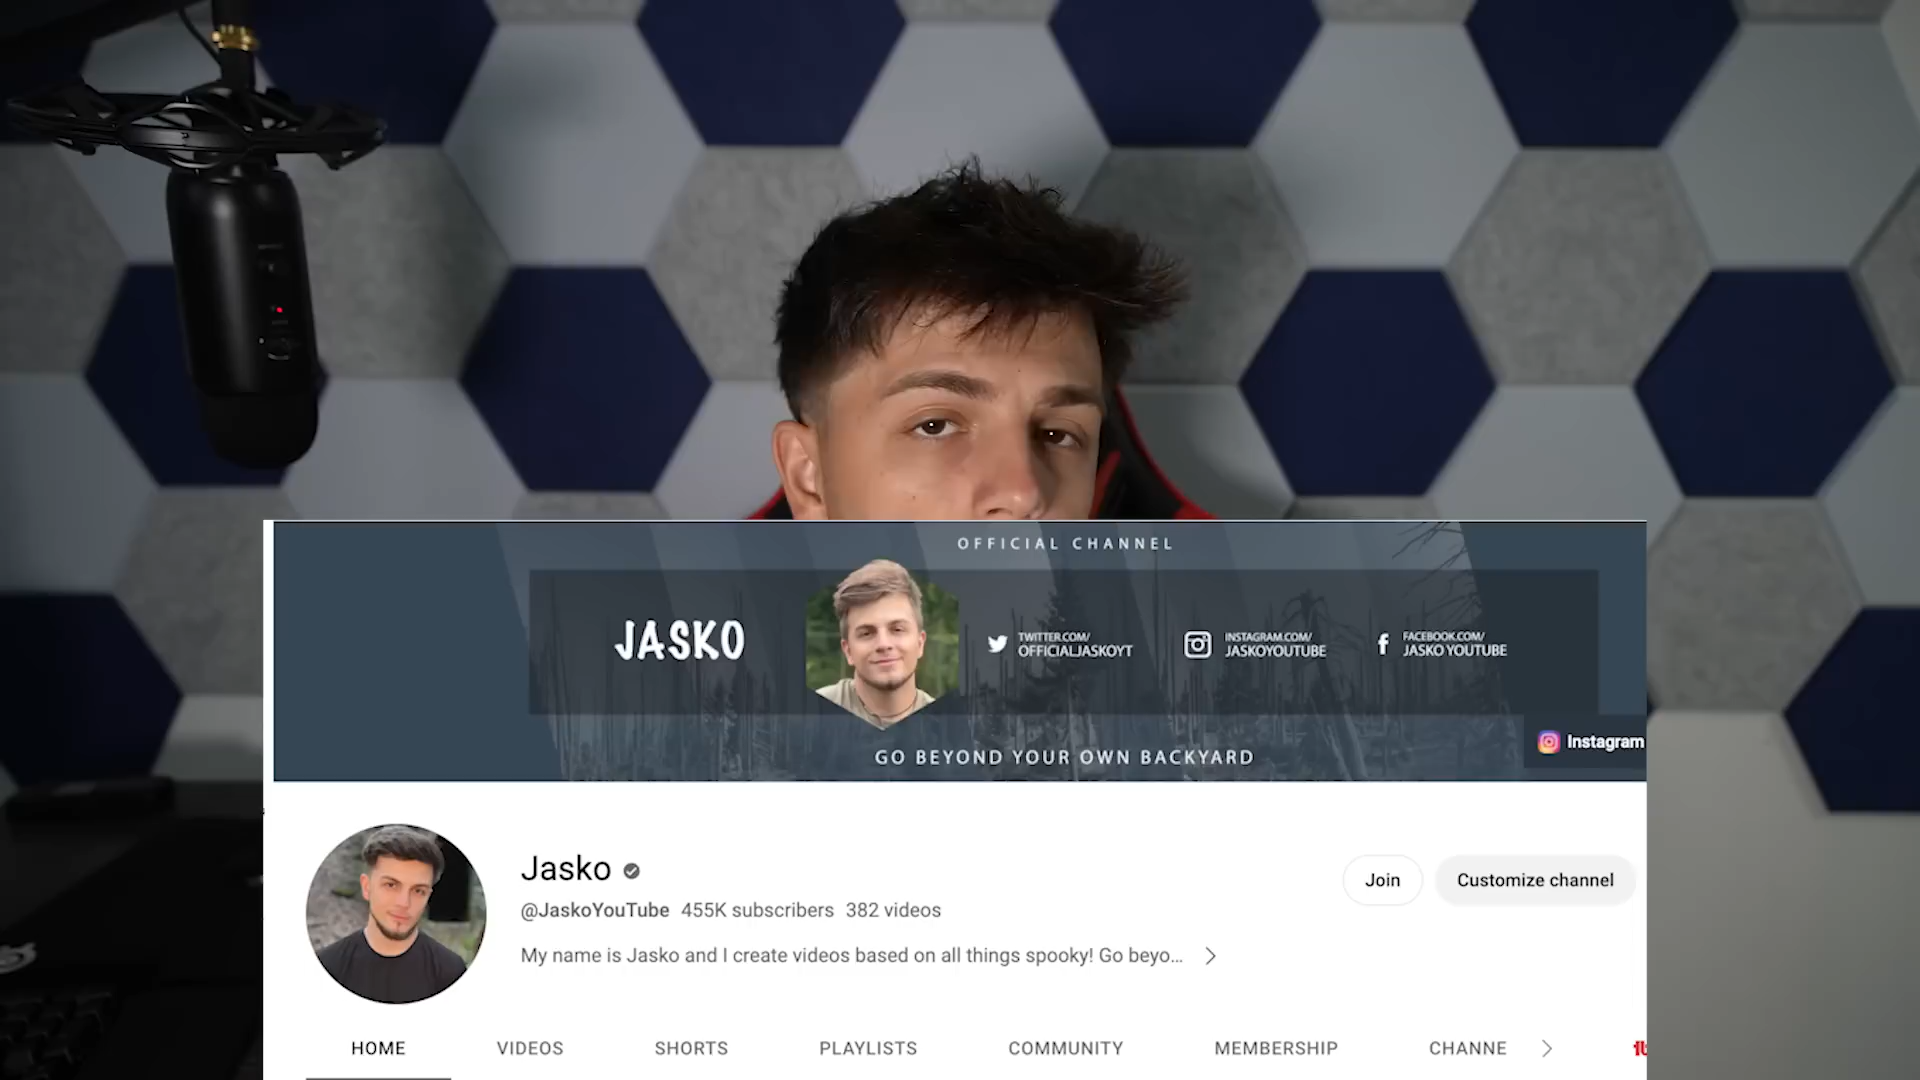 OFFICIAL CHANNEL
JASKO
TWITTER.COM/
OFFICIALJASKOYT
INSTAGRAM.COM/
JASKOYOUTUBE
FACEBOOK.COM/
JASKO YOUTUBE
GO BEYOND YOUR OWN BACKYARD
Instagram
Jasko
@JaskoYouTube 455K subscribers 382 videos
My name is Jasko and I create videos based on all things spooky! Go beyo...
Join
Customize channel
HOME VIDEOS SHORTS PLAYLISTS COMMUNITY MEMBERSHIP CHANNE